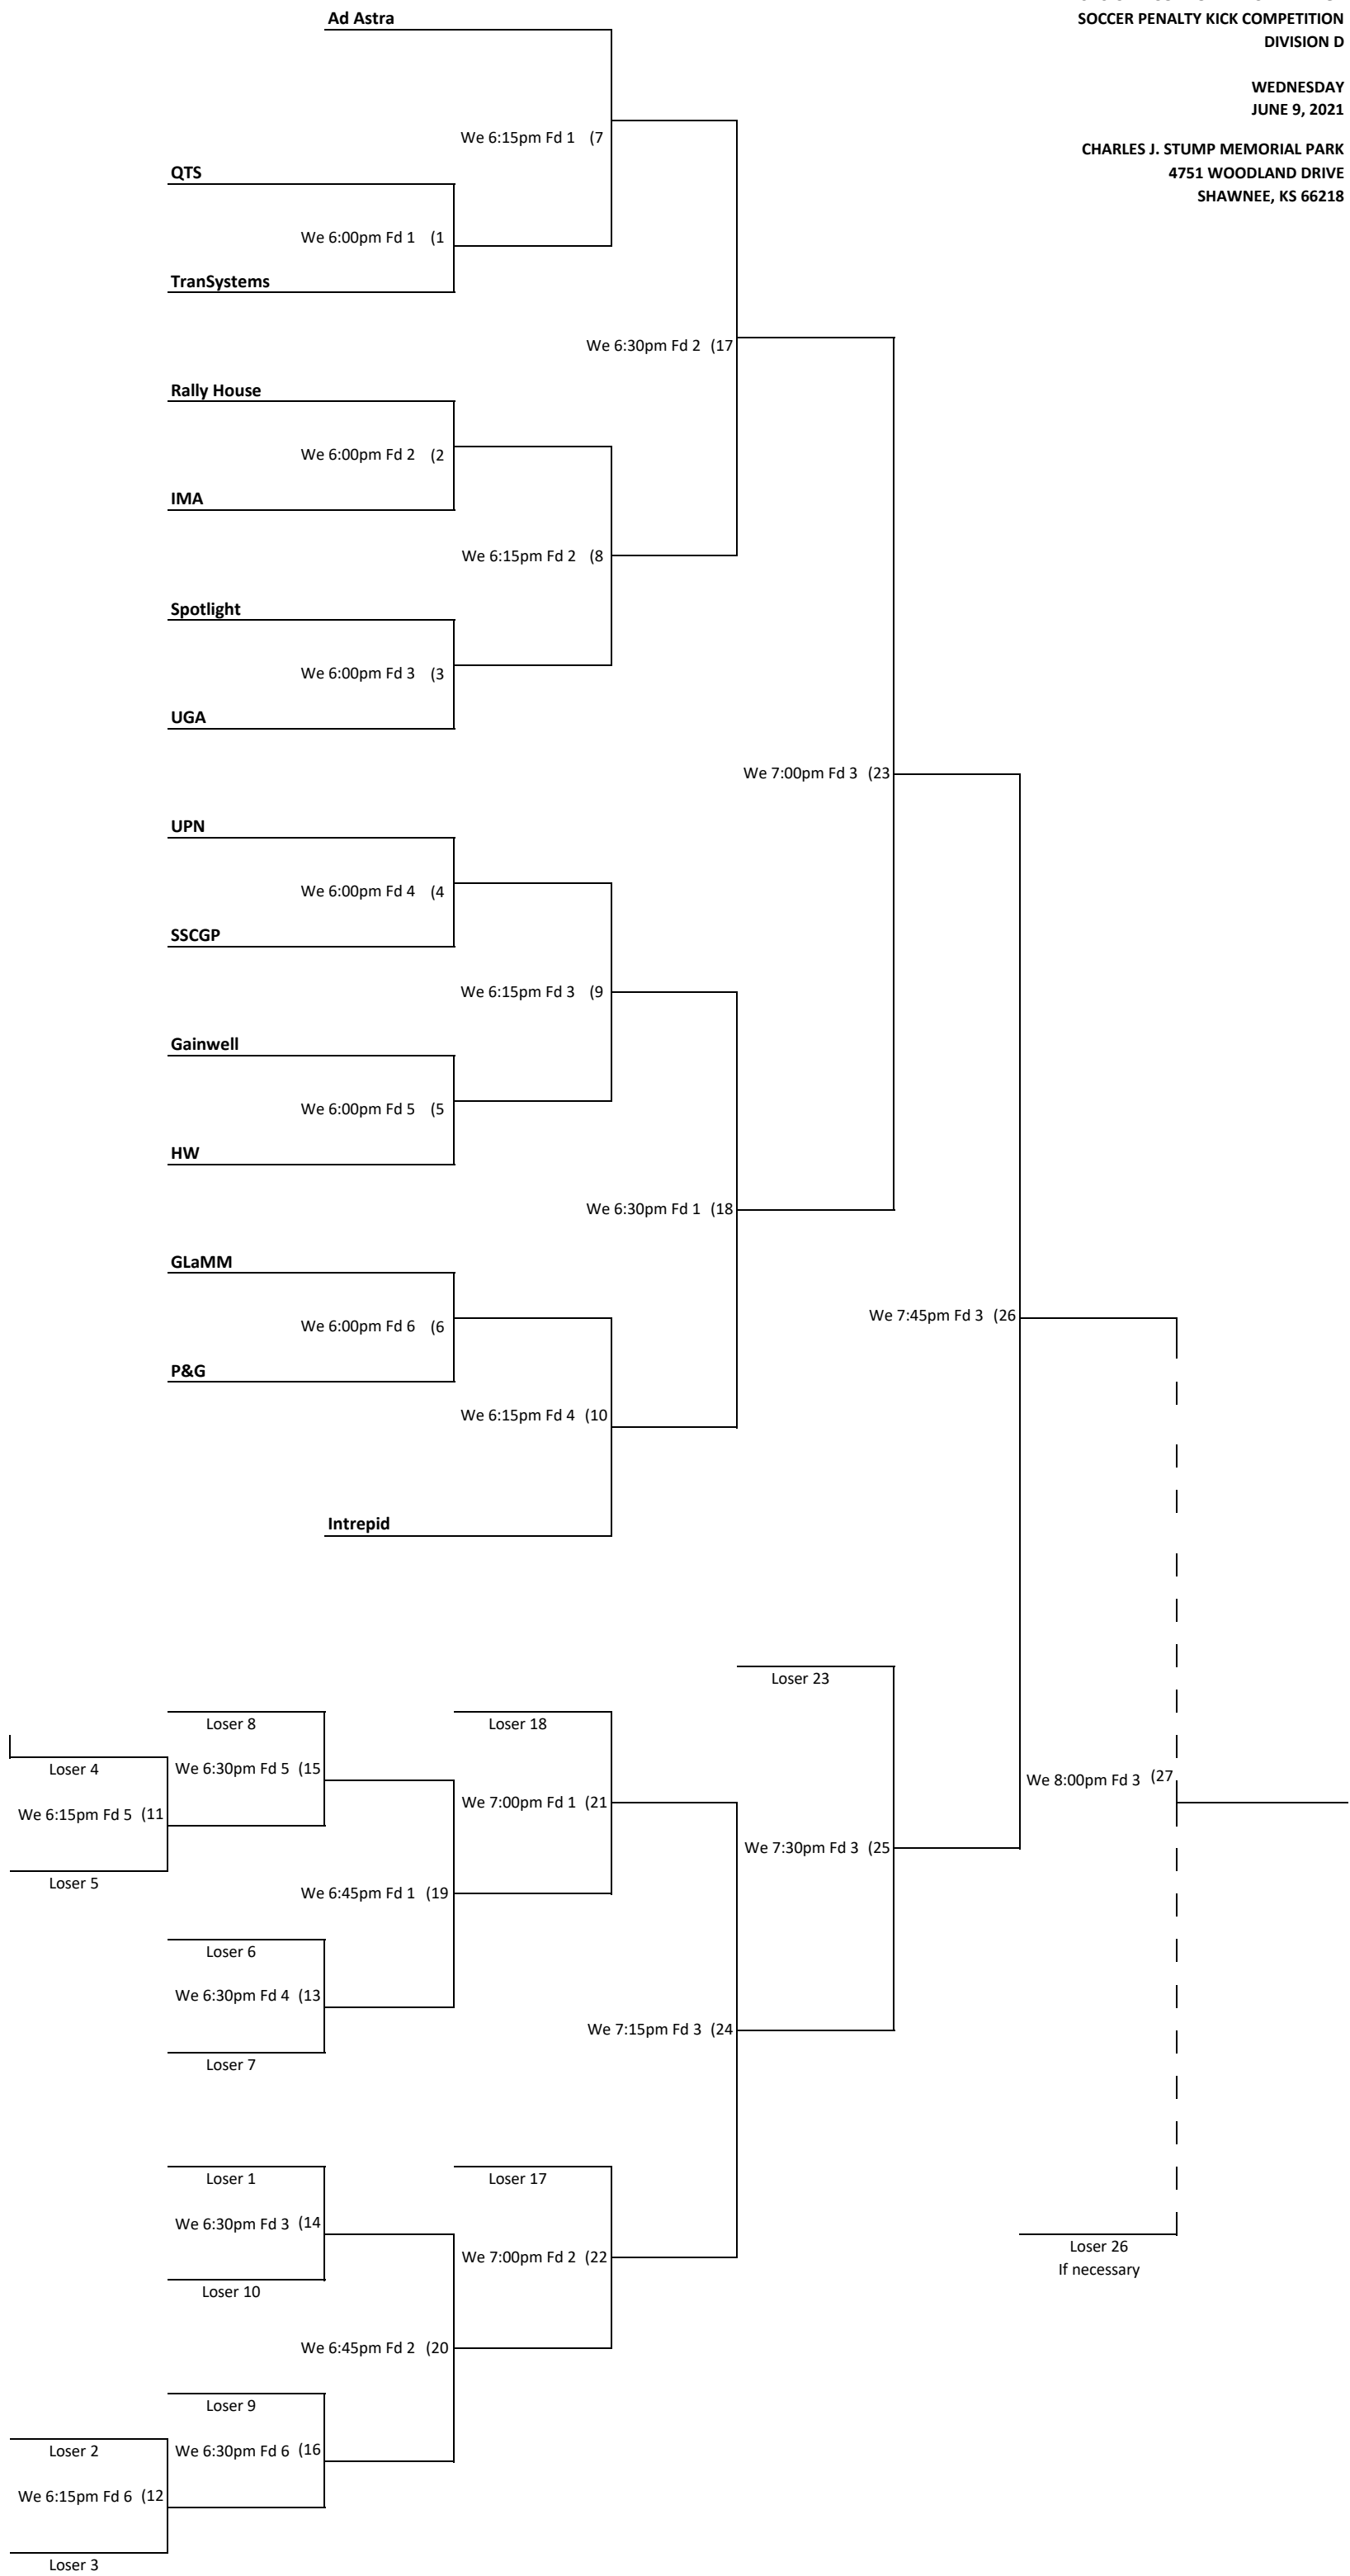 Ad Astra
SOCCER PENALTY KICK COMPETITION
DIVISION D
WEDNESDAY
JUNE 9, 2021
We 6:15pm Fd 1 (7
CHARLES J. STUMP MEMORIAL PARK
QTS
4751 WOODLAND DRIVE
SHAWNEE, KS 66218
We 6:00pm Fd 1 (1
TranSystems
We 6:30pm Fd 2 (17
Rally House
We 6:00pm Fd 2 (2
IMA
We 6:15pm Fd 2 (8
Spotlight
We 6:00pm Fd 3 (3
UGA
We 7:00pm Fd 3 (23
UPN
We 6:00pm Fd 4 (4
SSCGP
We 6:15pm Fd 3 (9
Gainwell
We 6:00pm Fd 5 (5
HW
We 6:30pm Fd 1 (18
GLaMM
We 7:45pm Fd 3 (26
We 6:00pm Fd 6 (6
P&G
We 6:15pm Fd 4 (10
Intrepid
Loser 23
Loser 8
Loser 18
Loser 4
We 6:30pm Fd 5 (15
We 8:00pm Fd 3 (27
We 7:00pm Fd 1 (21
We 6:15pm Fd 5 (11
We 7:30pm Fd 3 (25
Loser 5
We 6:45pm Fd 1 (19
Loser 6
We 6:30pm Fd 4 (13
We 7:15pm Fd 3 (24
Loser 7
Loser 1
Loser 17
We 6:30pm Fd 3 (14
Loser 26
We 7:00pm Fd 2 (22
If necessary
Loser 10
We 6:45pm Fd 2 (20
Loser 9
Loser 2
We 6:30pm Fd 6 (16
We 6:15pm Fd 6 (12
Loser 3